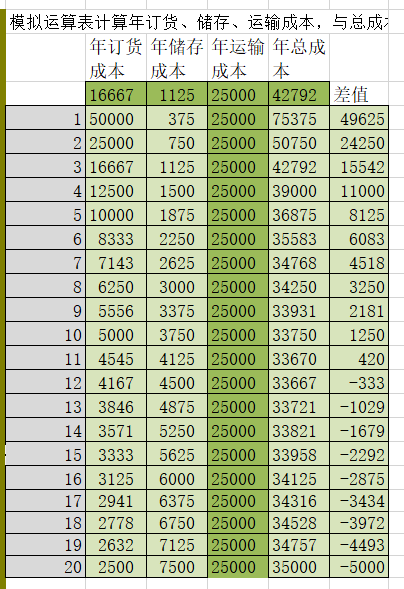 模拟运算表计算年订货、储存、运输成本，与总成
年订货成本 年储存成本 年运输成本 年总成本
16667 1125 25000 42792 差值
1 50000 375 25000 75375 49625
2 25000 750 25000 50750 24250
3 16667 1125 25000 42792 15542
4 12500 1500 25000 39000 11000
5 10000 1875 25000 36875 8125
6 8333 2250 25000 35583 6083
7 7143 2625 25000 34768 4518
8 6250 3000 25000 34250 3250
9 5556 3375 25000 33931 2181
10 5000 3750 25000 33750 1250
11 4545 4125 25000 33670 420
12 4167 4500 25000 33667 -333
13 3846 4875 25000 33721 -1029
14 3571 5250 25000 33821 -1679
15 3333 5625 25000 33958 -2292
16 3125 6000 25000 34125 -2875
17 2941 6375 25000 34316 -3434
18 2778 6750 25000 34528 -3972
19 2632 7125 25000 34757 -4493
20 2500 7500 25000 35000 -5000